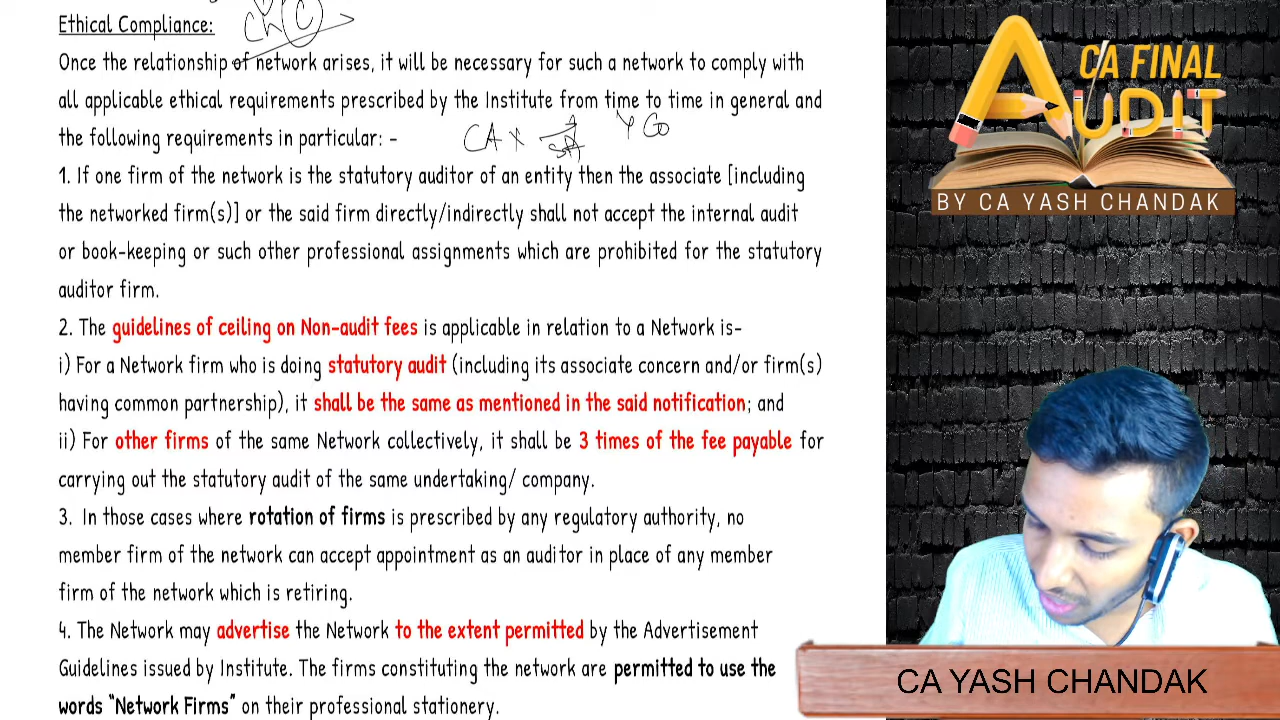 Ethical Compliance:
Ch C
Once the relationship of network arises, it will be necessary for such a network to comply with
all applicable ethical requirements prescribed by the Institute from time to time in general and
the following requirements in particular: -
CA X SA Y Co
1. If one firm of the network is the statutory auditor of an entity then the associate [including
the networked firm(s)] or the said firm directly/indirectly shall not accept the internal audit
or book-keeping or such other professional assignments which are prohibited for the statutory
auditor firm.
2. The guidelines of ceiling on Non-audit fees is applicable in relation to a Network is-
i) For a Network firm who is doing statutory audit (including its associate concern and/or firm(s)
having common partnership), it shall be the same as mentioned in the said notification; and
ii) For other firms of the same Network collectively, it shall be 3 times of the fee payable for
carrying out the statutory audit of the same undertaking/ company.
3. In those cases where rotation of firms is prescribed by any regulatory authority, no
member firm of the network can accept appointment as an auditor in place of any member
firm of the network which is retiring.
4. The Network may advertise the Network to the extent permitted by the Advertisement
Guidelines issued by Institute. The firms constituting the network are permitted to use the
words "Network Firms" on their professional stationery.
CA FINAL
AUDIT
BY CA YASH CHANDAK
CA YASH CHANDAK